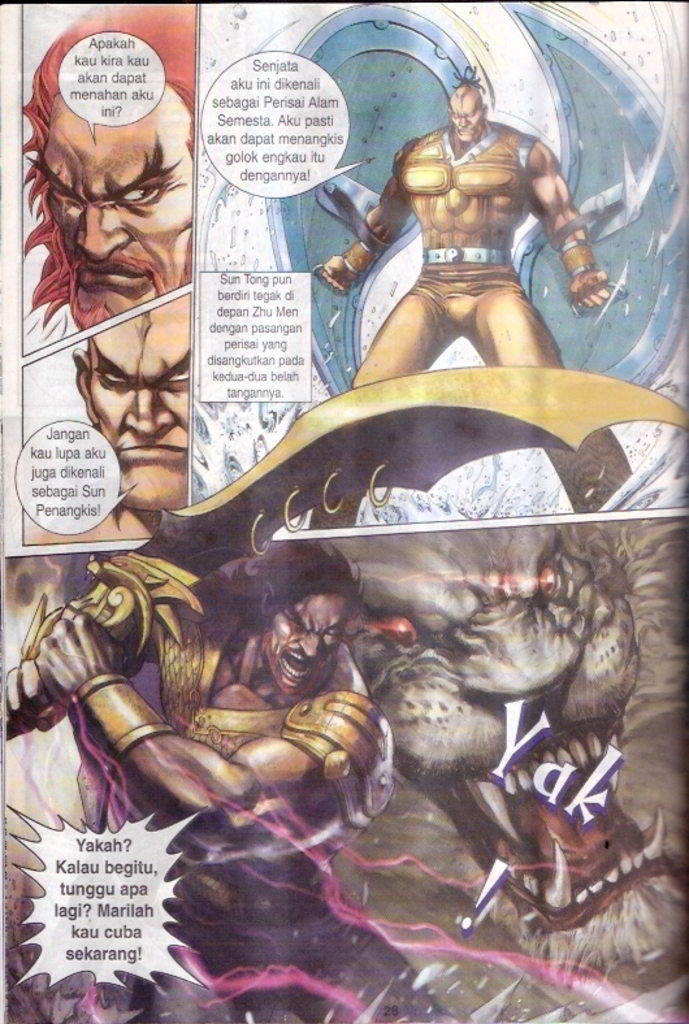 Apakah
kau kira kau
akan dapat
menahan aku
ini?
Senjata
aku ini dikenali
sebagai Perisai Alam
Semesta. Aku pasti
akan dapat menangkis
golok engkau itu
dengannya!
Sun Tong pun
berdiri tegak di
depan Zhu Men
dengan pasangan
perisai yang
disangkutkan pada
kedua-dua belah
tangannya.
Jangan
kau lupa aku
juga dikenali
sebagai Sun
Penangkis!
Yak
!
Yakah?
Kalau begitu,
tunggu apa
lagi? Marilah
kau cuba
sekarang!
28